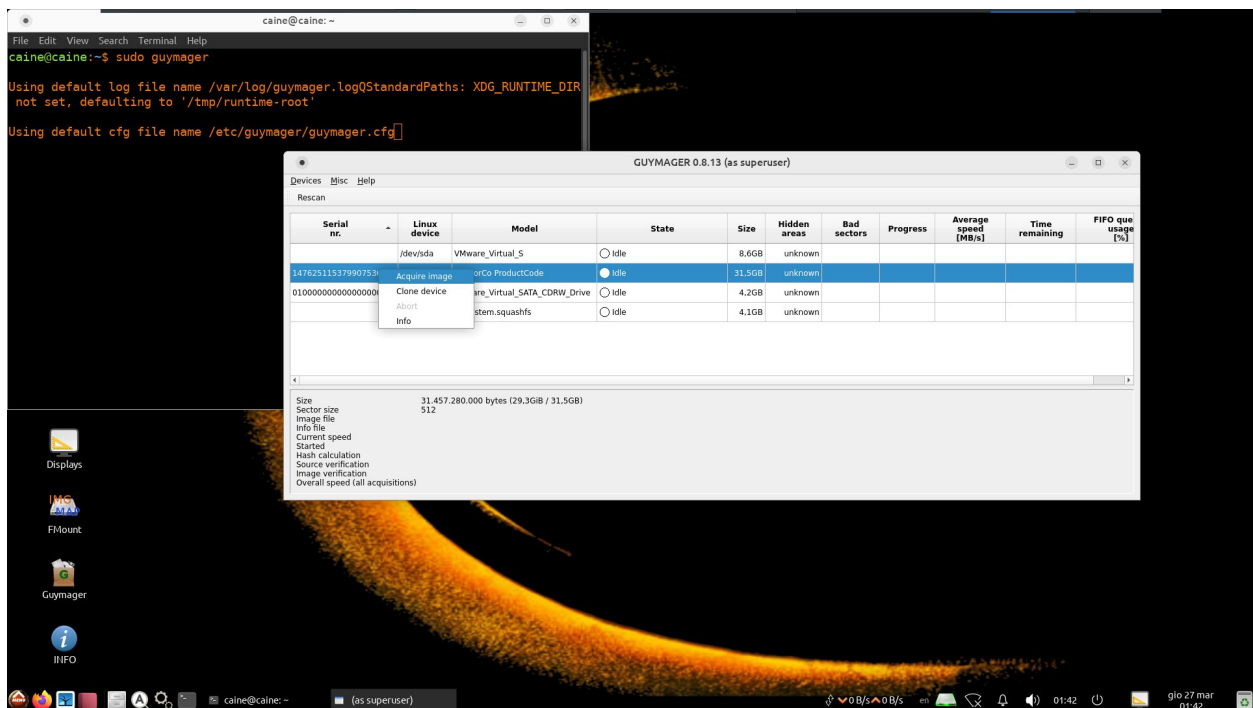 caine@caine: ~
File Edit View Search Terminal Help
caine@caine:~$ sudo guymager
Using default log file name /var/log/guymager.logQStandardPaths: XDG_RUNTIME_DIR
not set, defaulting to '/tmp/runtime-root'
Using default cfg file name /etc/guymager/guymager.cfg
GUYMAGER 0.8.13 (as superuser)
Devices Misc Help
Rescan
Serial nr. Linux device Model State Size Hidden areas Bad sectors Progress Average speed [MB/s] Time remaining FIFO que usage [%]
/dev/sda VMware_Virtual_S Idle 8,6GB unknown
1476251153799075 orCo ProductCode Idle 31,5GB unknown
are_Virtual_SATA_CDRW_Drive Idle 4,2GB unknown
stem.squashfs Idle 4,1GB unknown
Acquire image
Clone device
Abort
Info
Size 31.457.280.000 bytes (29,3GiB / 31,5GB)
Sector size 512
Image file
Info file
Current speed
Started
Hash calculation
Source verification
Image verification
Overall speed (all acquisitions)
Displays
FMount
Guymager
INFO
caine@caine: ~ (as superuser) 0 B/s 0 B/s en 01:42 gio 27 mar
01:42